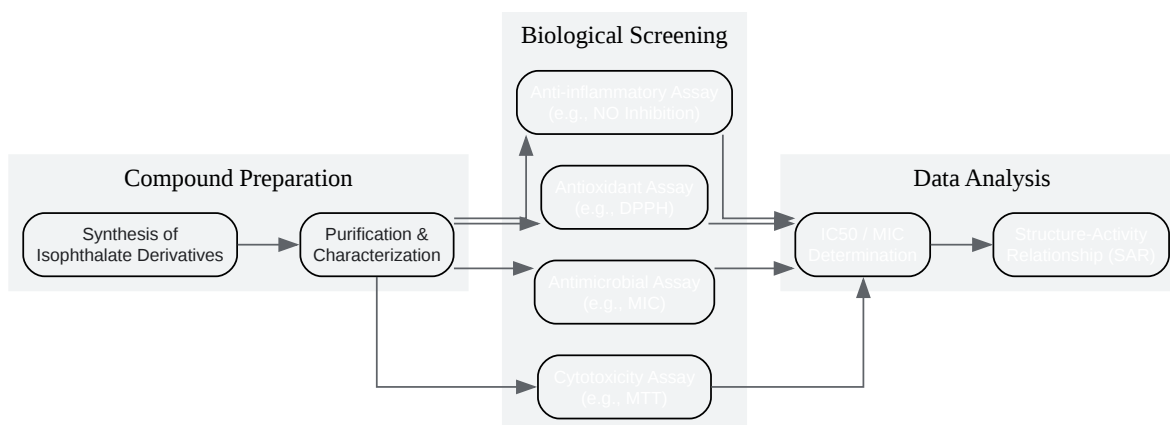 Biological Screening
Anti-inflammatory Assay
(e.g., NO Inhibition)
Compound Preparation
Data Analysis
Synthesis of
Isophthalate Derivatives
Purification &
Characterization
Antioxidant Assay
(e.g., DPPH)
IC50 / MIC
Determination
Structure-Activity
Relationship (SAR)
Antimicrobial Assay
(e.g., MIC)
Cytotoxicity Assay
(e.g., MTT)